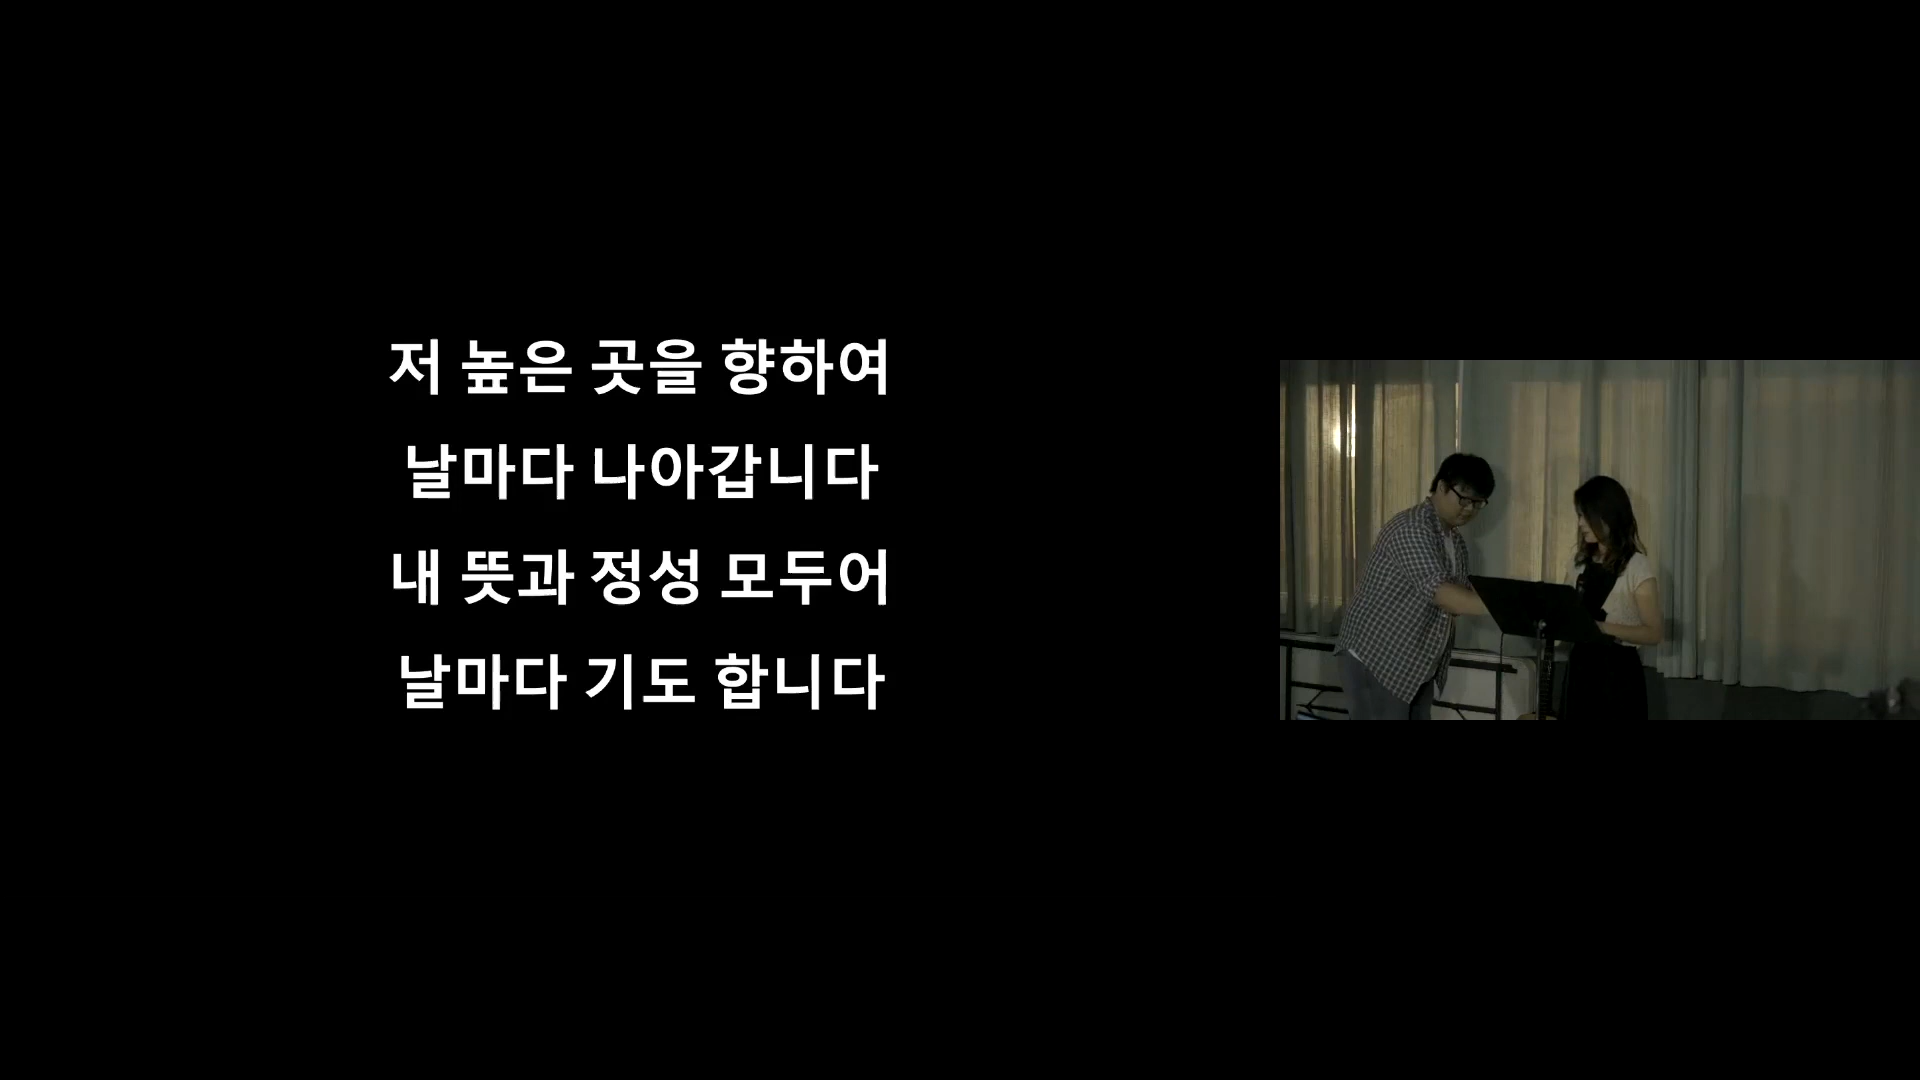 저 높은 곳을 향하여
날마다 나아갑니다
내 뜻과 정성 모두어
날마다 기도 합니다